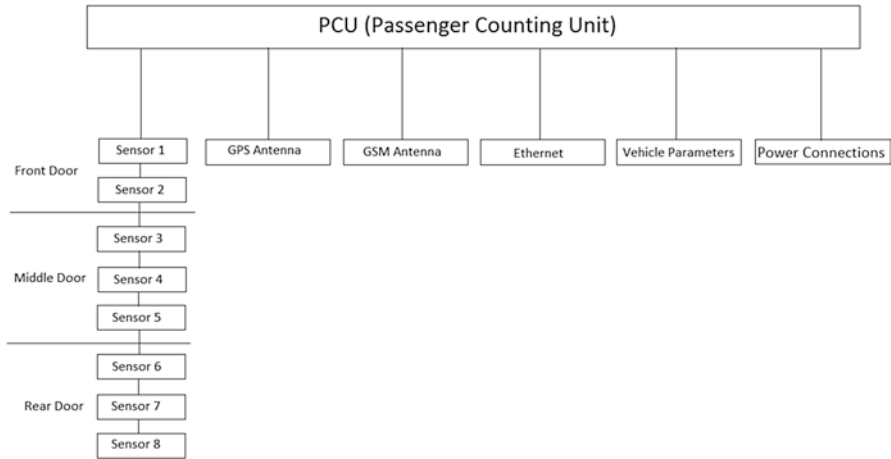 PCU (Passenger Counting Unit)
Sensor 1
GPS Antenna
GSM Antenna
Ethernet
Vehicle Parameters
Power Connections
Front Door
Sensor 2
Sensor 3
Middle Door
Sensor 4
Sensor 5
Sensor 6
Rear Door
Sensor 7
Sensor 8